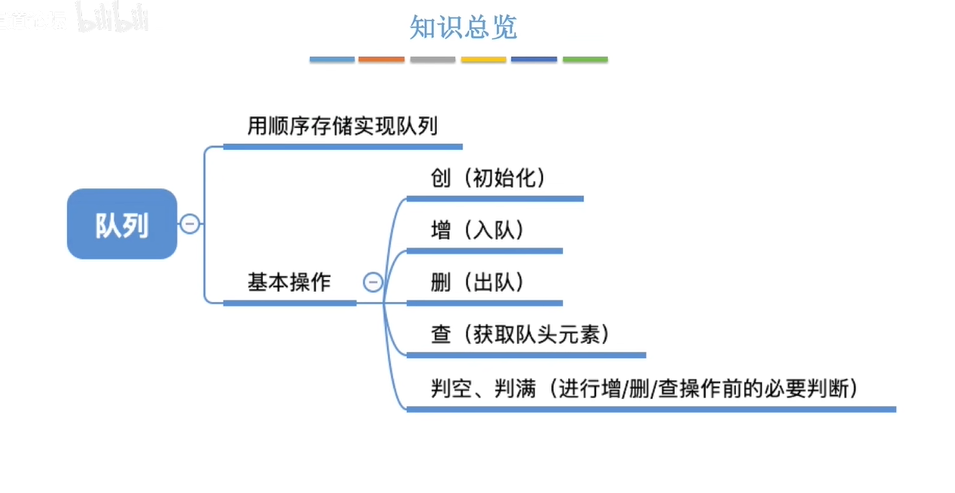 bilibili
知识总览
用顺序存储实现队列
创（初始化）
增（入队）
队列
基本操作
删（出队）
查（获取队头元素）
判空、判满（进行增/删/查操作前的必要判断）